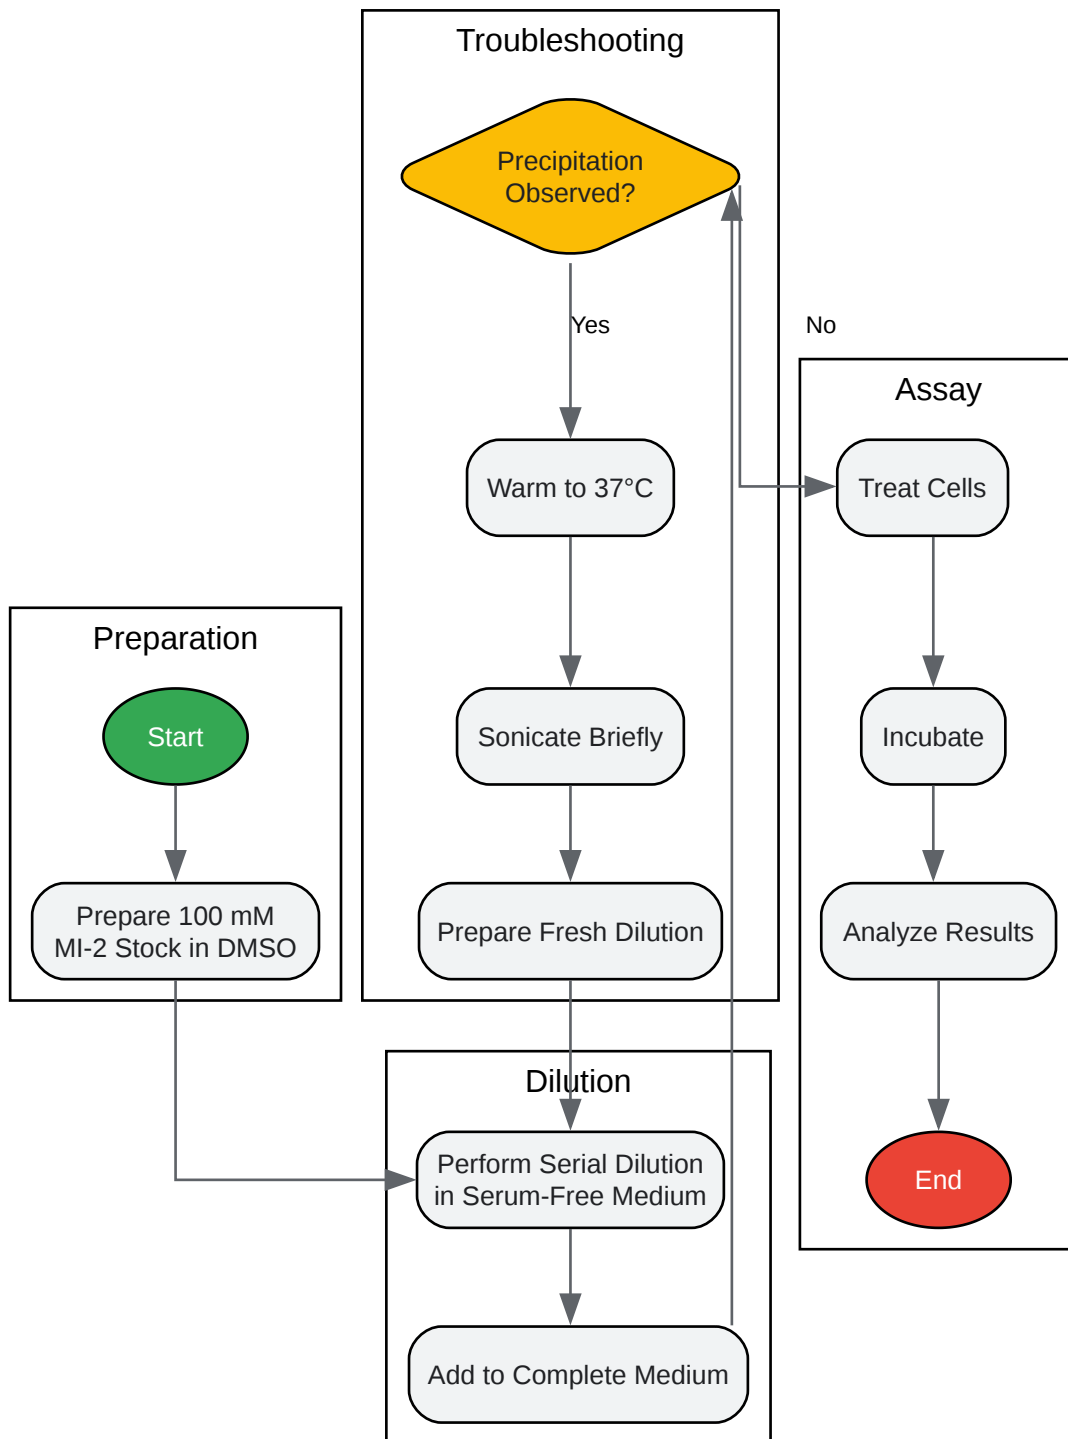 Troubleshooting
Precipitation
Observed?
Yes
No
Warm to 37°C
Sonicate Briefly
Prepare Fresh Dilution
Assay
Treat Cells
Incubate
Analyze Results
End
Preparation
Start
Prepare 100 mM
MI-2 Stock in DMSO
Dilution
Perform Serial Dilution
in Serum-Free Medium
Add to Complete Medium